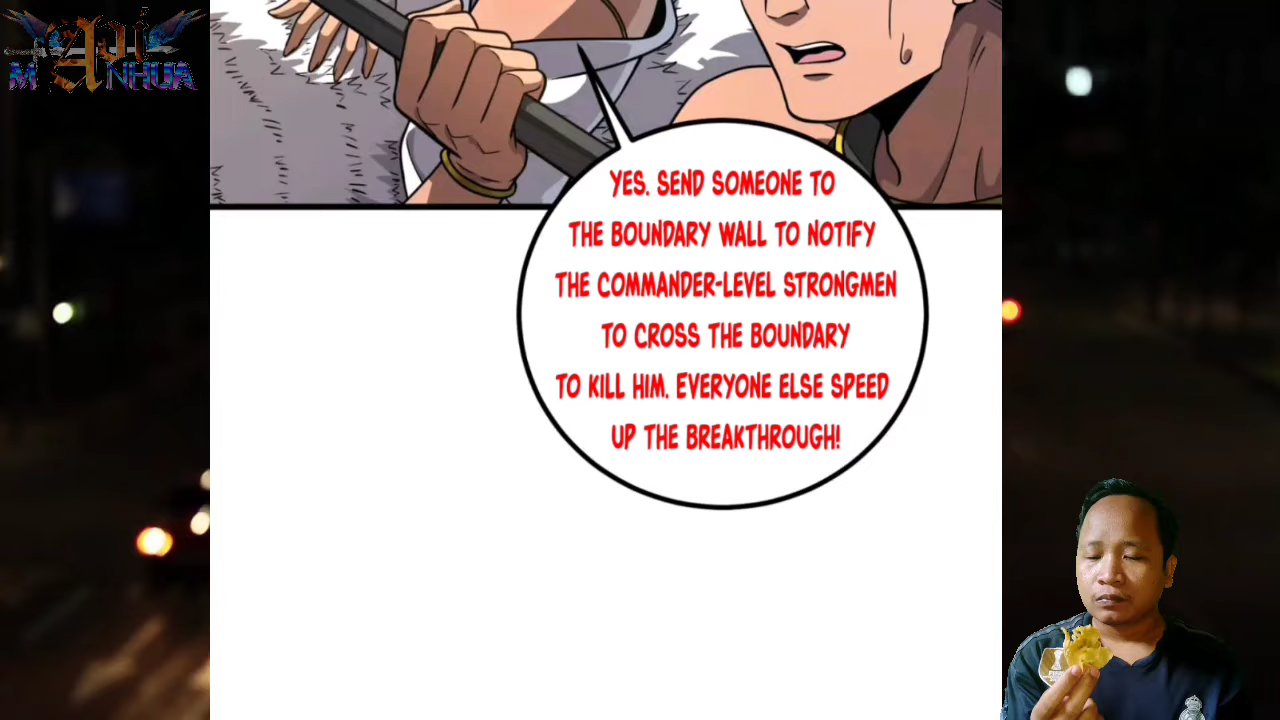 Api
MANHUA
YES. SEND SOMEONE TO
THE BOUNDARY WALL TO NOTIFY
THE COMMANDER-LEVEL STRONGMEN
TO CROSS THE BOUNDARY
TO KILL HIM. EVERYONE ELSE SPEED
UP THE BREAKTHROUGH!